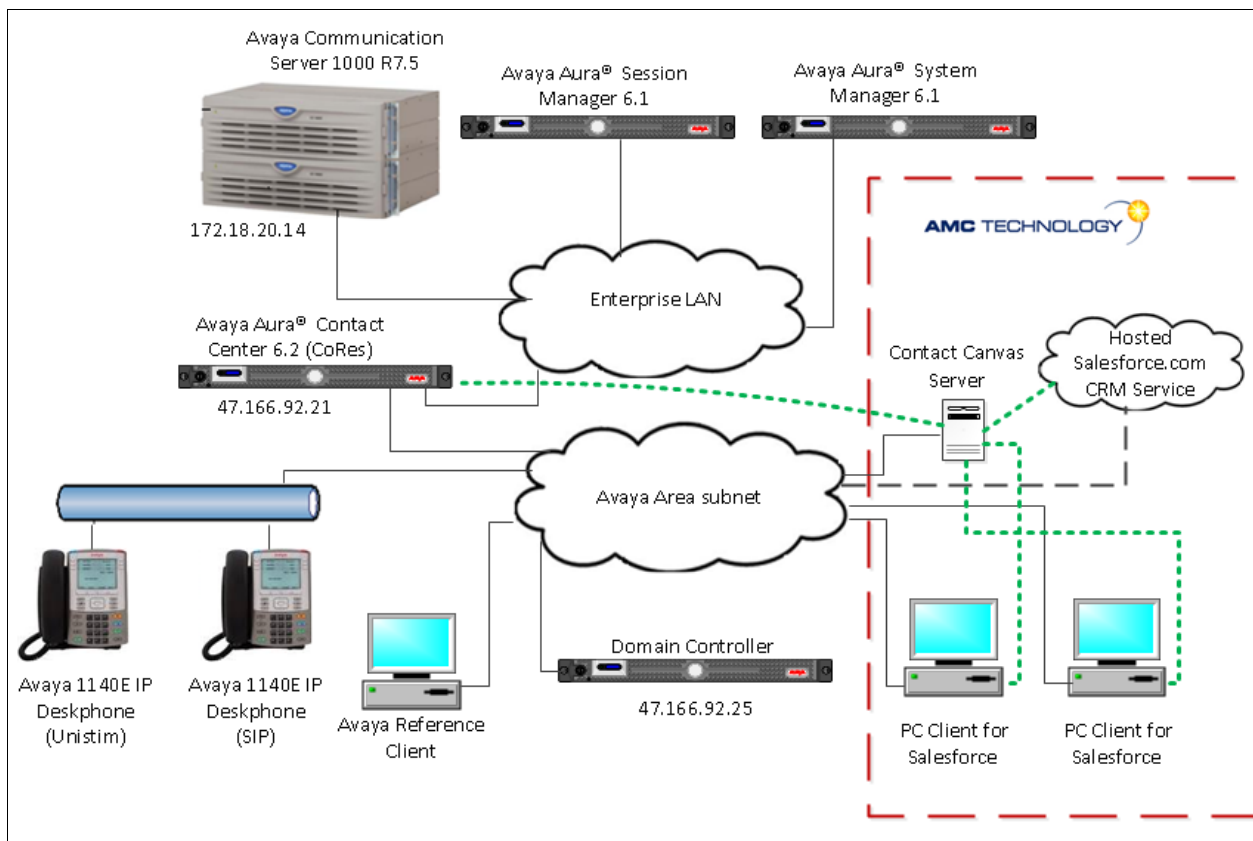 Avaya Communication
Server 1000 R7.5
172.18.20.14
Avaya Aura® Session
Manager 6.1
Avaya Aura® System
Manager 6.1
AMC TECHNOLOGY
Enterprise LAN
Avaya Aura® Contact
Center 6.2 (CoRes)
47.166.92.21
Contact Canvas
Server
Hosted
Salesforce.com
CRM Service
Avaya Area subnet
Avaya 1140E IP
Deskphone
(Unistim)
Avaya 1140E IP
Deskphone
(SIP)
Avaya Reference
Client
Domain Controller
47.166.92.25
PC Client for
Salesforce
PC Client for
Salesforce